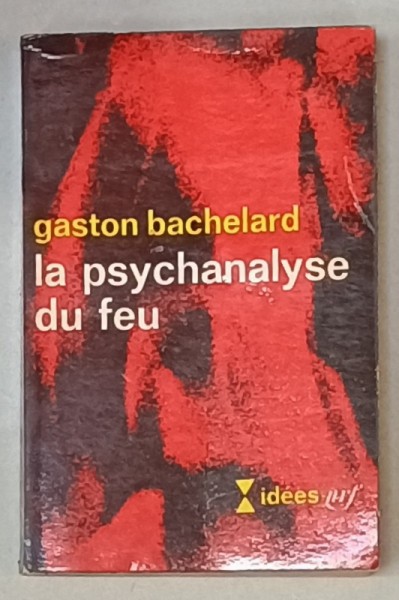 gaston bachelard
la psychanalyse
du feu
idées nrf